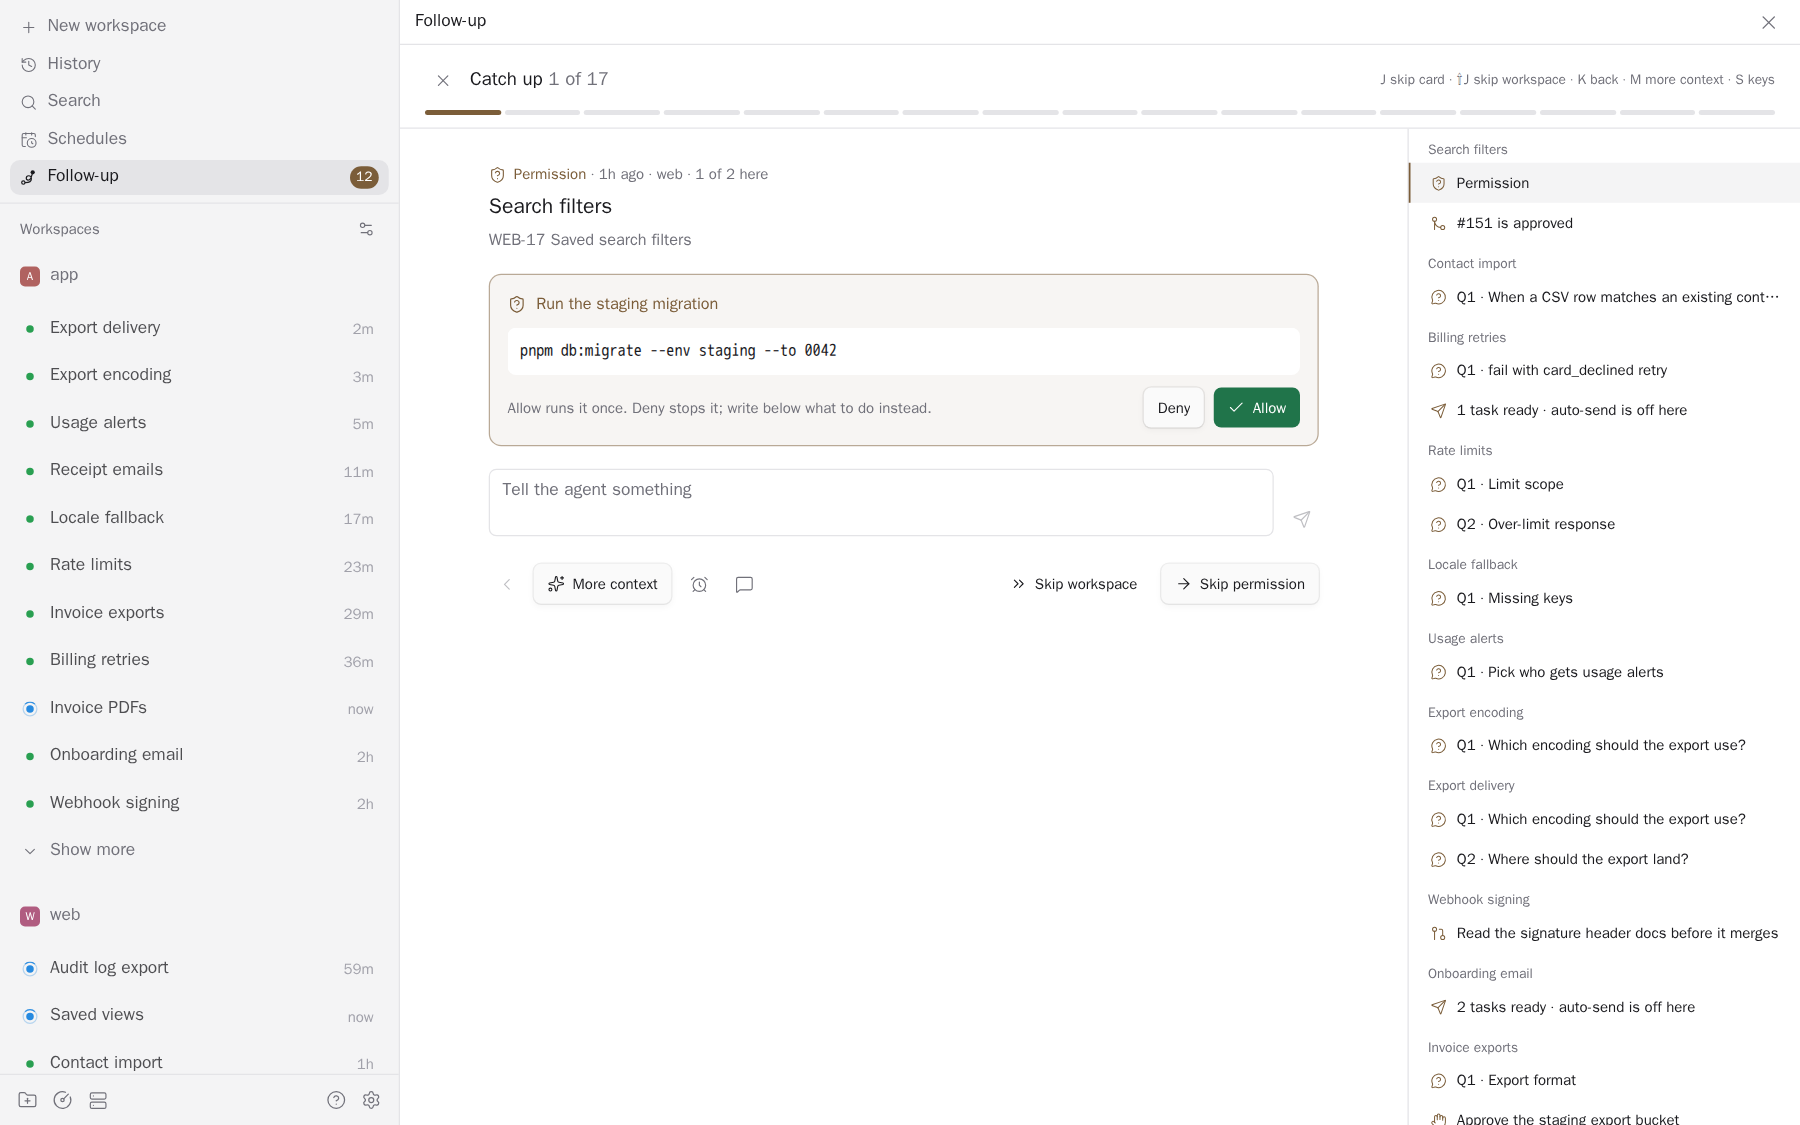 New workspace
History
Search
Schedules
Follow-up 12
Workspaces
A app
Export delivery 2m
Export encoding 3m
Usage alerts 5m
Receipt emails 11m
Locale fallback 17m
Rate limits 23m
Invoice exports 29m
Billing retries 36m
Invoice PDFs now
Onboarding email 2h
Webhook signing 2h
Show more
W web
Audit log export 59m
Saved views now
Contact import 1h
Follow-up
Catch up 1 of 17
J skip card · ⇧J skip workspace · K back · M more context · S keys
Permission · 1h ago · web · 1 of 2 here
Search filters
WEB-17 Saved search filters
Run the staging migration
pnpm db:migrate --env staging --to 0042
Allow runs it once. Deny stops it; write below what to do instead.
Deny
Allow
Tell the agent something
More context
Skip workspace
Skip permission
Search filters
Permission
#151 is approved
Contact import
Q1 · When a CSV row matches an existing cont···
Billing retries
Q1 · fail with card_declined retry
1 task ready · auto-send is off here
Rate limits
Q1 · Limit scope
Q2 · Over-limit response
Locale fallback
Q1 · Missing keys
Usage alerts
Q1 · Pick who gets usage alerts
Export encoding
Q1 · Which encoding should the export use?
Export delivery
Q1 · Which encoding should the export use?
Q2 · Where should the export land?
Webhook signing
Read the signature header docs before it merges
Onboarding email
2 tasks ready · auto-send is off here
Invoice exports
Q1 · Export format
Approve the staging export bucket